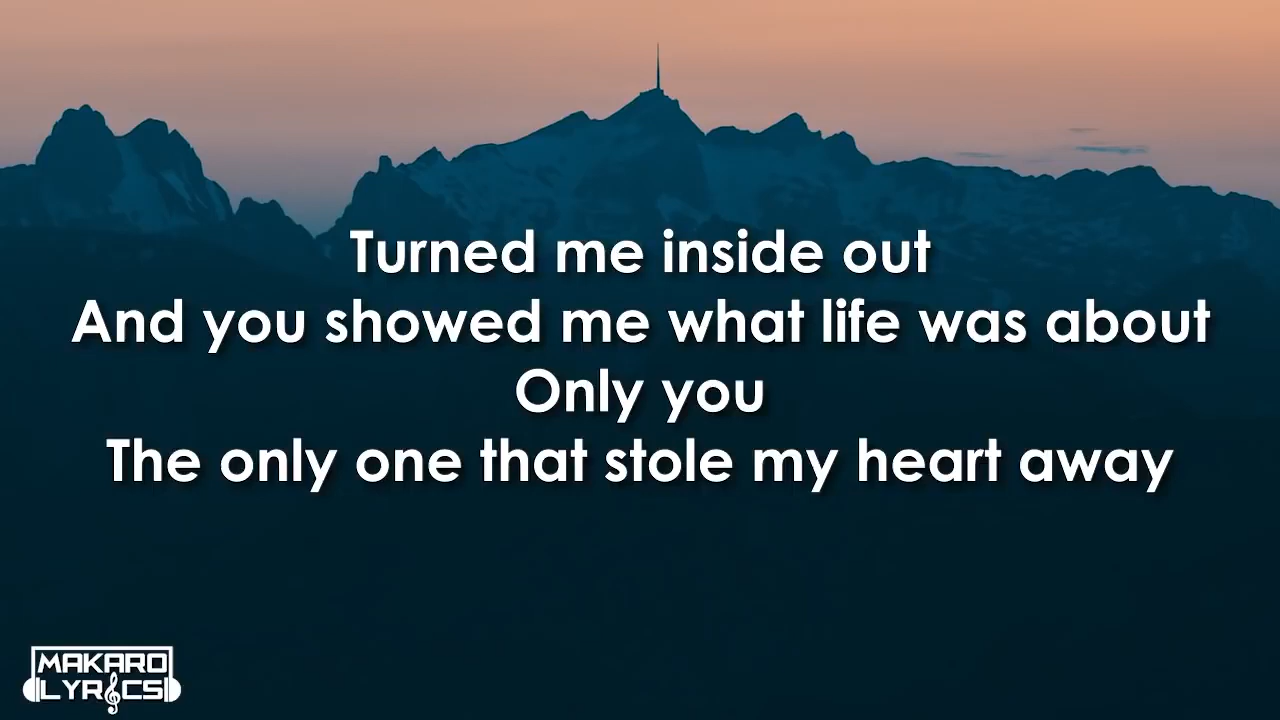 Turned me inside out
And you showed me what life was about
Only you
The only one that stole my heart away
MAKARO
LYRICS